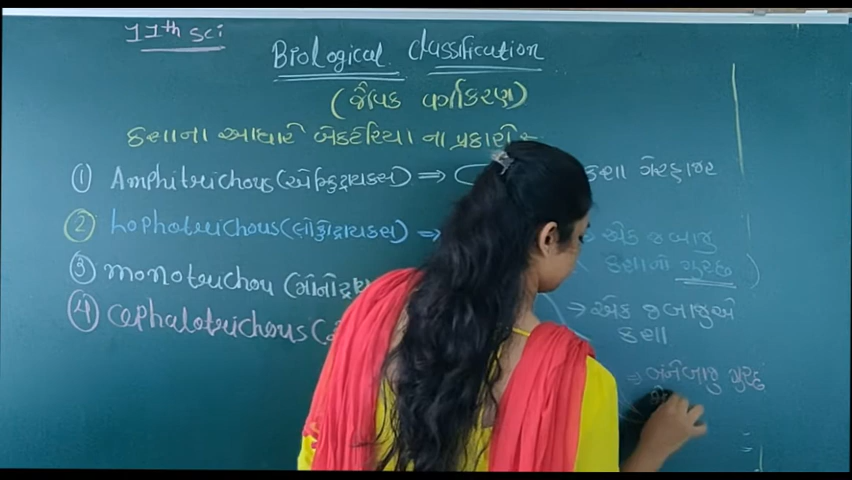 11th sci
Biological classification
(જૈવિક વર્ગીકરણ)
કશાના આધારે બેક્ટેરિયા ના પ્રકારો :-
① Amphitrichous (એમ્ફિટ્રાયકસ) ⇒ કશા ગેરહાજર
② Lophotrichous (લોફોટ્રાયકસ) ⇒ એક જ બાજુ
કશાનો ગુચ્છ
③ monotrichou (મોનોટ્રા
⇒ એક જ બાજુએ
કશા
④ cephalotrichous (
⇒ બંને બાજુ ગુચ્છ